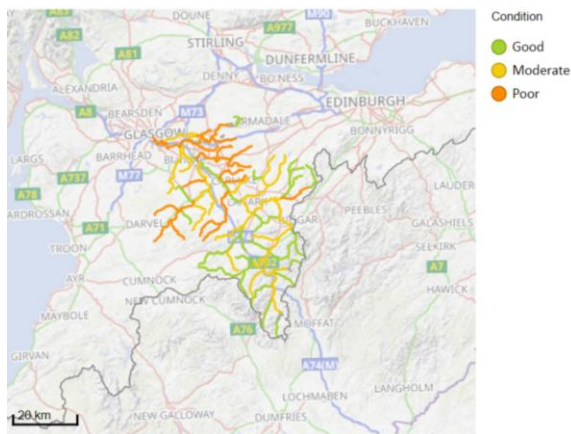 Condition
Good
Moderate
Poor
DOUNE
M90
A83
A82
A977
BUCKHAVEN
STIRLING
A81
DUNFERMLINE
DENNY
BO'NESS
ALEXANDRIA
A8
M73
EDINBURGH
BEARSDEN
GLASGOW
BONNYRIGG
LARGS
BARRHEAD
A737
M77
LAUDER
A78
PEEBLES
ARDROSSAN
DARVEL
A71
GALASHIELS
TROON
SELKIRK
A7
AYR
CUMNOCK
HAWICK
NEW CUMNOCK
MAYBOLE
A76
MOFFAT
GIRVAN
A74(M)
LANGHOLM
LOCHMABEN
20 km
NEW GALLOWAY
DUMFRIES